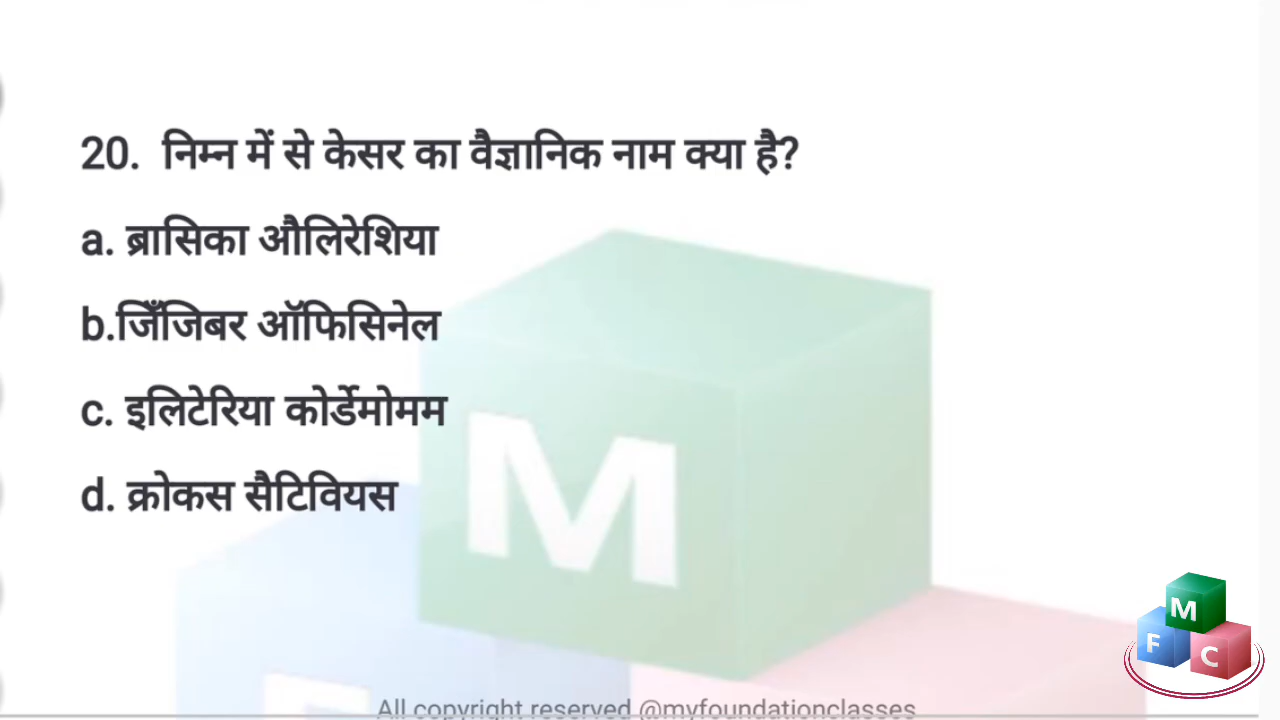 20. निम्न में से केसर का वैज्ञानिक नाम क्या है?
a. ब्रासिका औलिरेशिया
b.जिँजिबर ऑफिसिनेल
c. इलिटेरिया कोर्डेमोमम
d. क्रोकस सैटिवियस
M
M
F
C
All copyright reserved @myfoundationclasses